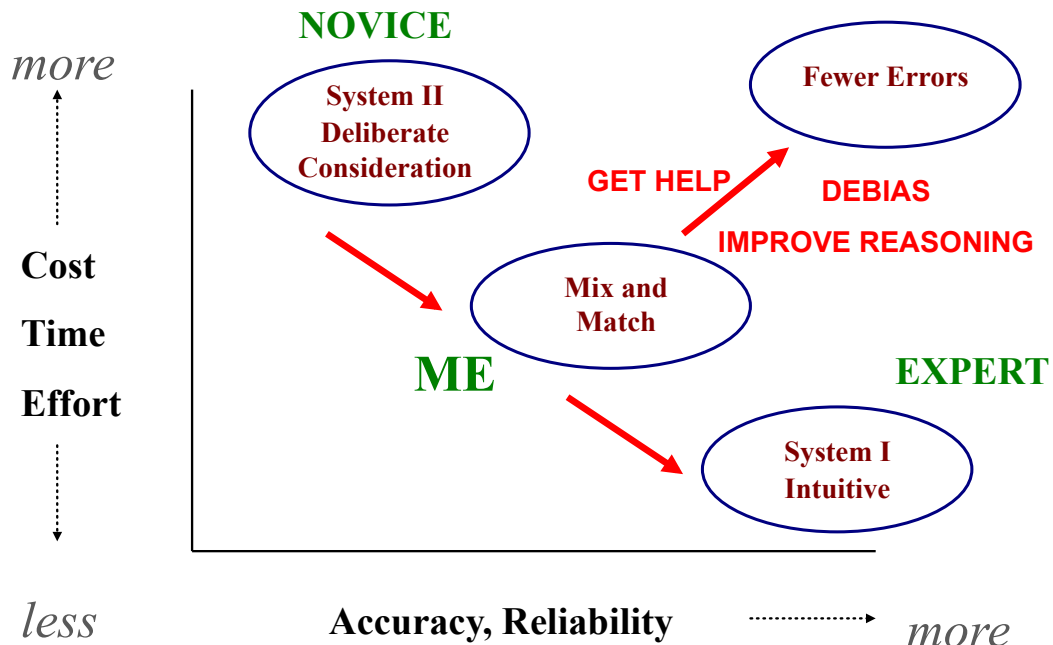 NOVICE
more
System II
Deliberate
Consideration
Fewer Errors
GET HELP
DEBIAS
IMPROVE REASONING
Cost
Time
Effort
Mix and
Match
ME
EXPERT
System I
Intuitive
less
Accuracy, Reliability
more